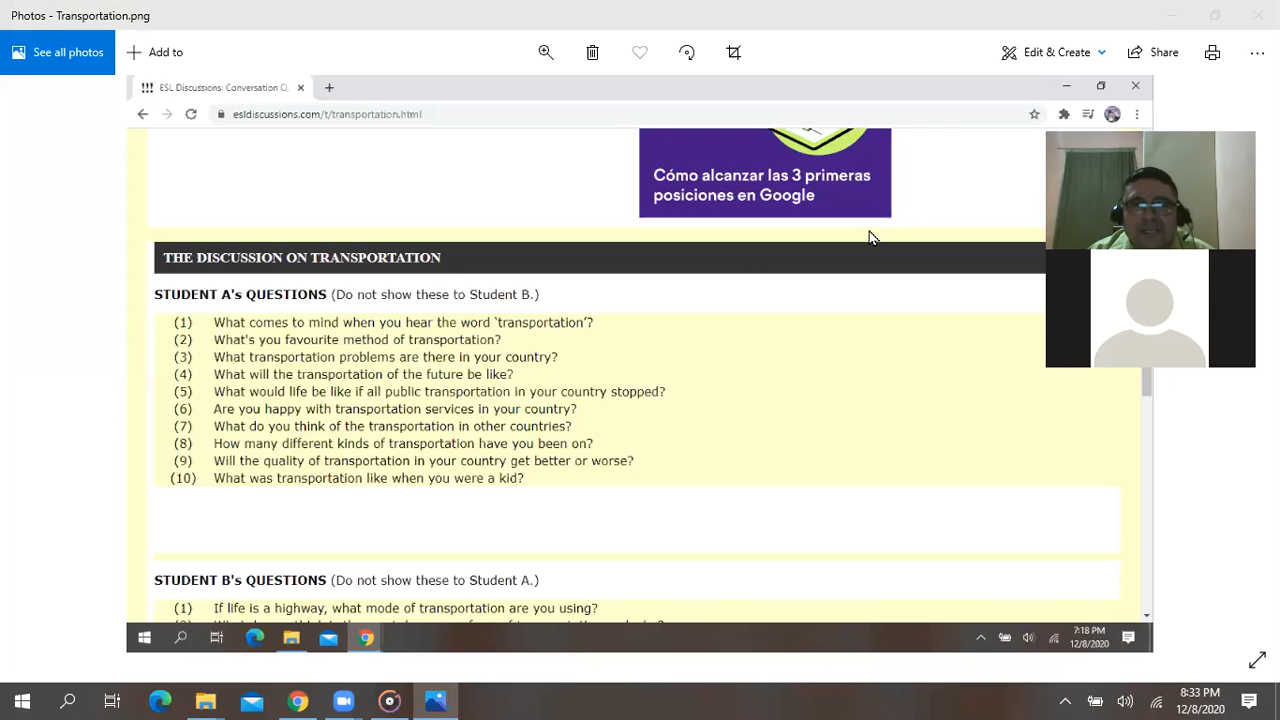 Photos - Transportation.png
See all photos
Add to
Edit & Create
Share
ESL Discussions: Conversation Q
esldiscussions.com/t/transportation.html
Cómo alcanzar las 3 primeras
posiciones en Google
THE DISCUSSION ON TRANSPORTATION
STUDENT A's QUESTIONS (Do not show these to Student B.)
(1) What comes to mind when you hear the word ‘transportation’?
(2) What's you favourite method of transportation?
(3) What transportation problems are there in your country?
(4) What will the transportation of the future be like?
(5) What would life be like if all public transportation in your country stopped?
(6) Are you happy with transportation services in your country?
(7) What do you think of the transportation in other countries?
(8) How many different kinds of transportation have you been on?
(9) Will the quality of transportation in your country get better or worse?
(10) What was transportation like when you were a kid?
STUDENT B's QUESTIONS (Do not show these to Student A.)
(1) If life is a highway, what mode of transportation are you using?
7:18 PM
12/8/2020
8:33 PM
12/8/2020